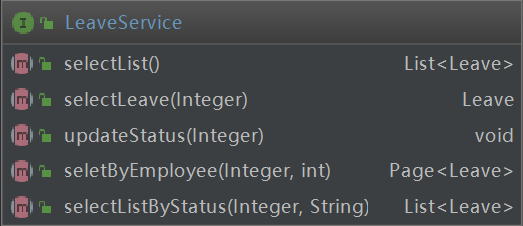 I LeaveService
m selectList() List<Leave>
m selectLeave(Integer) Leave
m updateStatus(Integer) void
m seletByEmployee(Integer, int) Page<Leave>
m selectListByStatus(Integer, String) List<Leave>